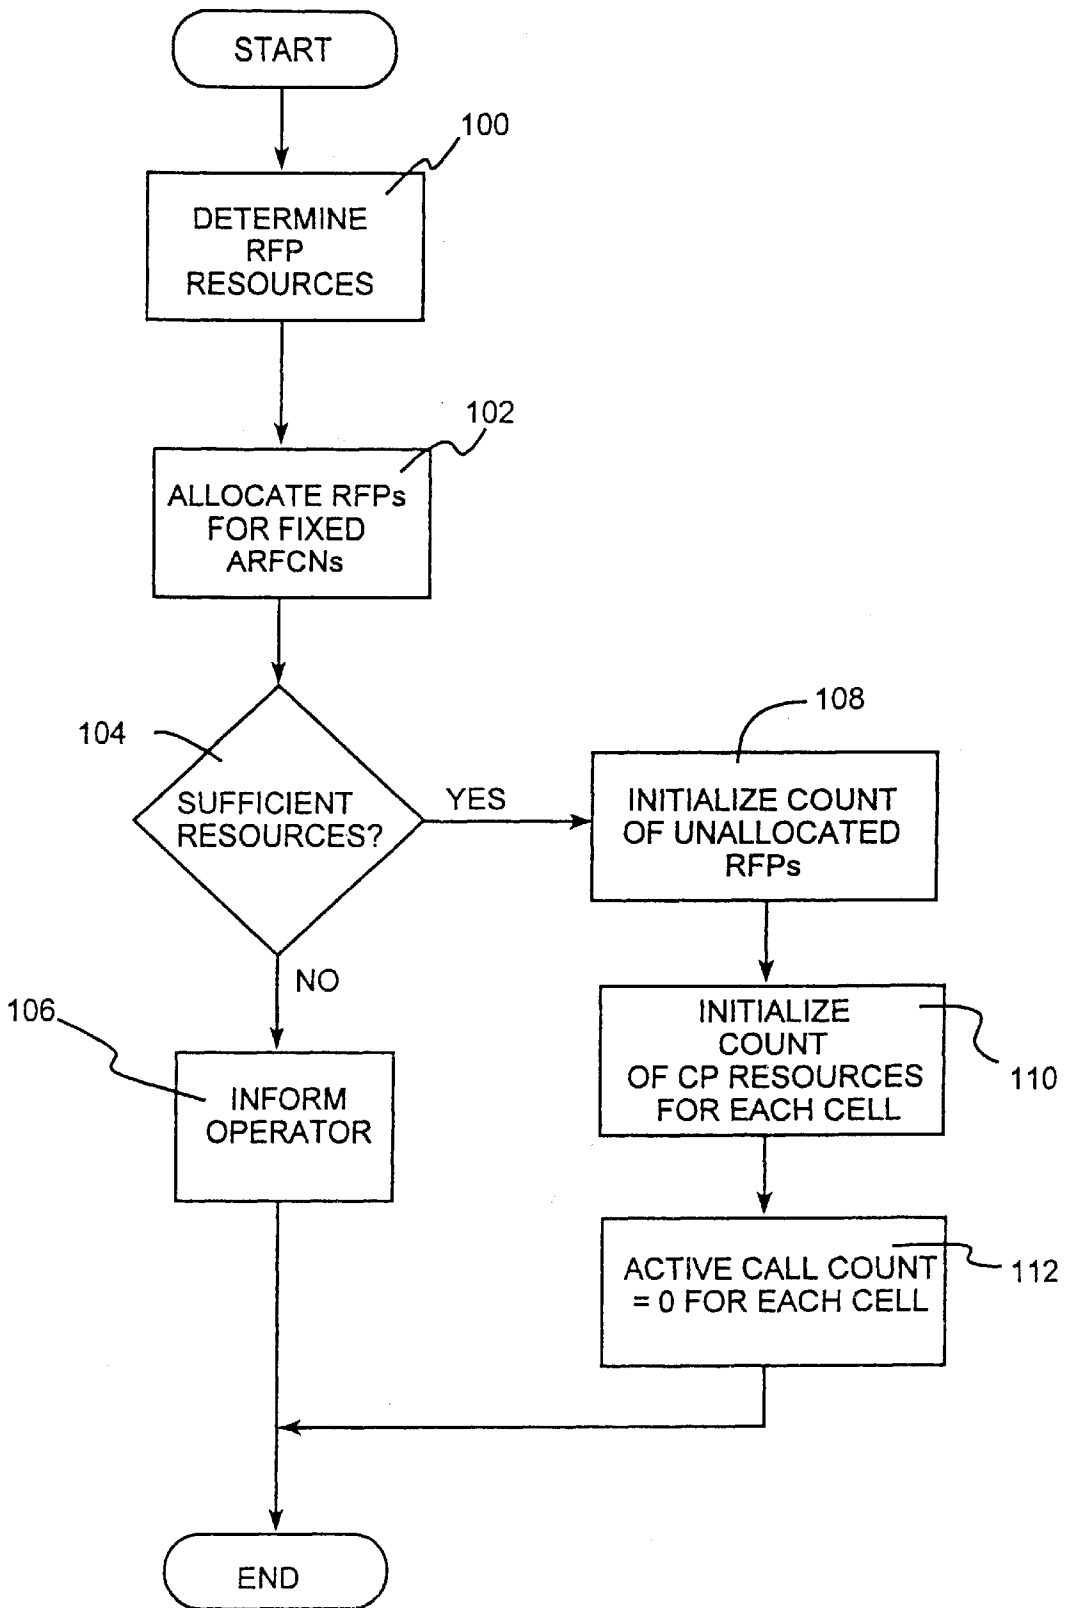 START
100
DETERMINE
RFP
RESOURCES
102
ALLOCATE RFPs
FOR FIXED
ARFCNs
104
SUFFICIENT
RESOURCES?
YES
NO
108
INITIALIZE COUNT
OF UNALLOCATED
RFPs
106
INFORM
OPERATOR
INITIALIZE
COUNT
OF CP RESOURCES
FOR EACH CELL
110
ACTIVE CALL COUNT
= 0 FOR EACH CELL
112
END